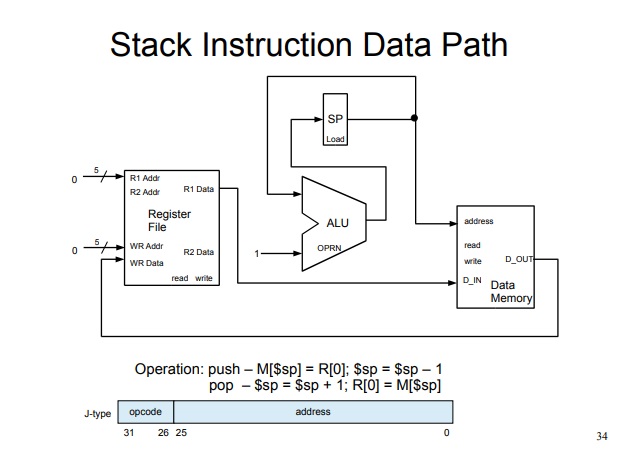 Stack Instruction Data Path
SP
Load
5
0
R1 Addr
R2 Addr
R1 Data
Register
File
5
0
WR Addr
WR Data
R2 Data
read write
ALU
OPRN
1
address
read
write
D_OUT
D_IN
Data
Memory
Operation: push – M[$sp] = R[0]; $sp = $sp – 1
pop – $sp = $sp + 1; R[0] = M[$sp]
J-type opcode address
31 26 25 0
34